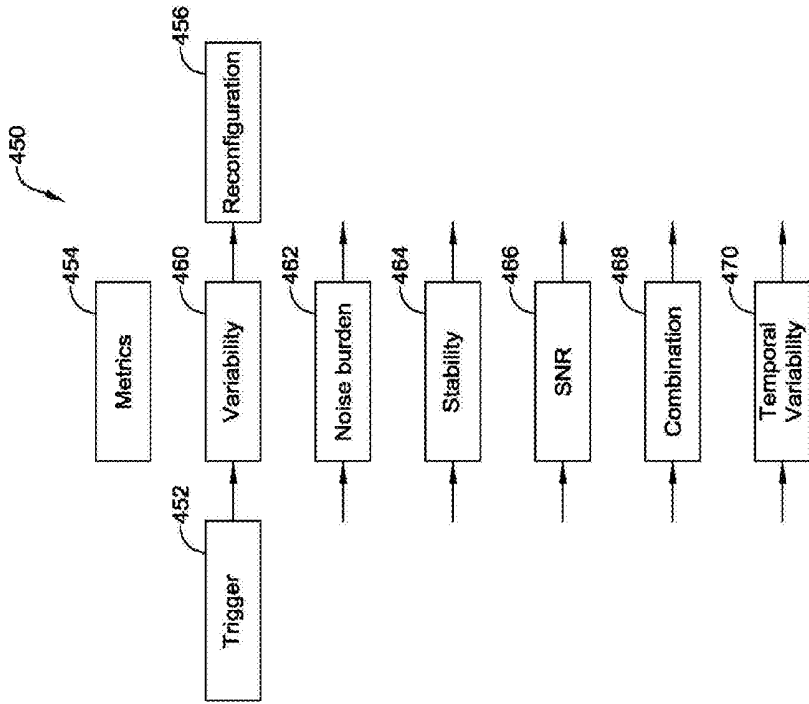 450
454
Metrics
452
Trigger
460
Variability
456
Reconfiguration
462
Noise burden
464
Stability
466
SNR
468
Combination
470
Temporal
Variability